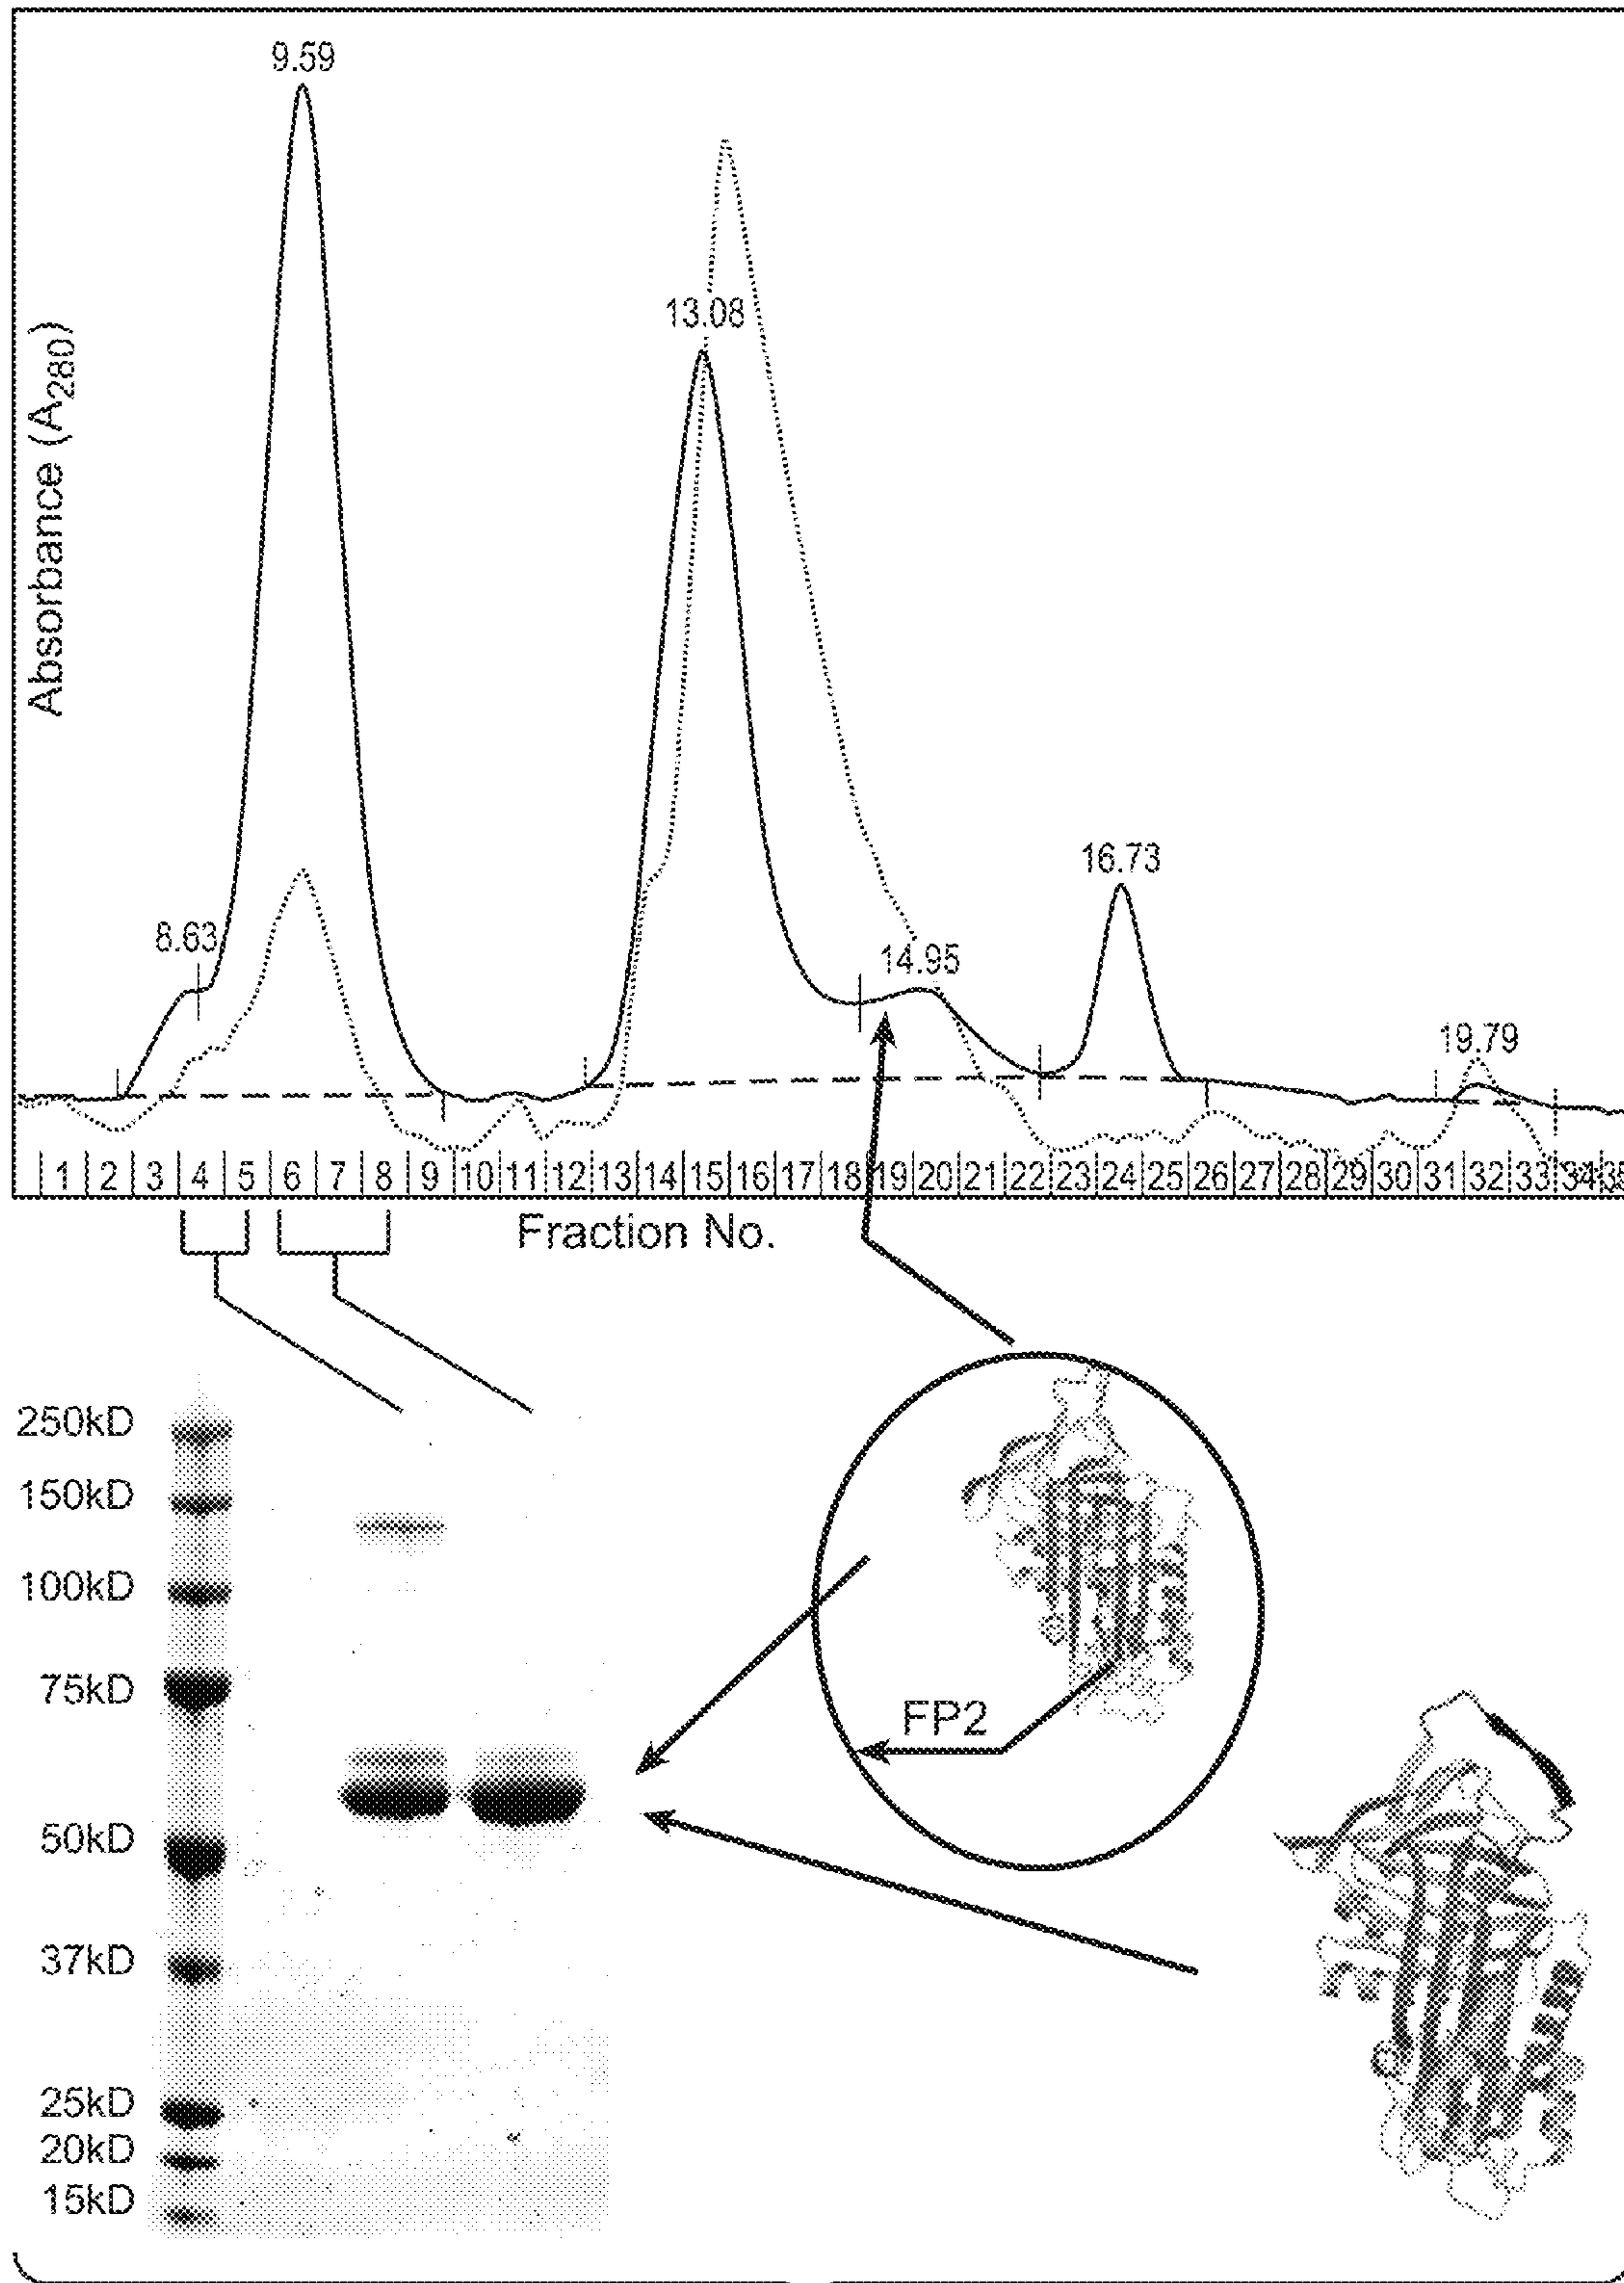 9.59
13.08
Absorbance (A280)
16.73
8.63
14.95
19.79
1 2 3 4 5 6 7 8 9 10 11 12 13 14 15 16 17 18 19 20 21 22 23 24 25 26 27 28 29 30 31 32 33 34 35
Fraction No.
250kD
150kD
100kD
75kD
FP2
50kD
37kD
25kD
20kD
15kD